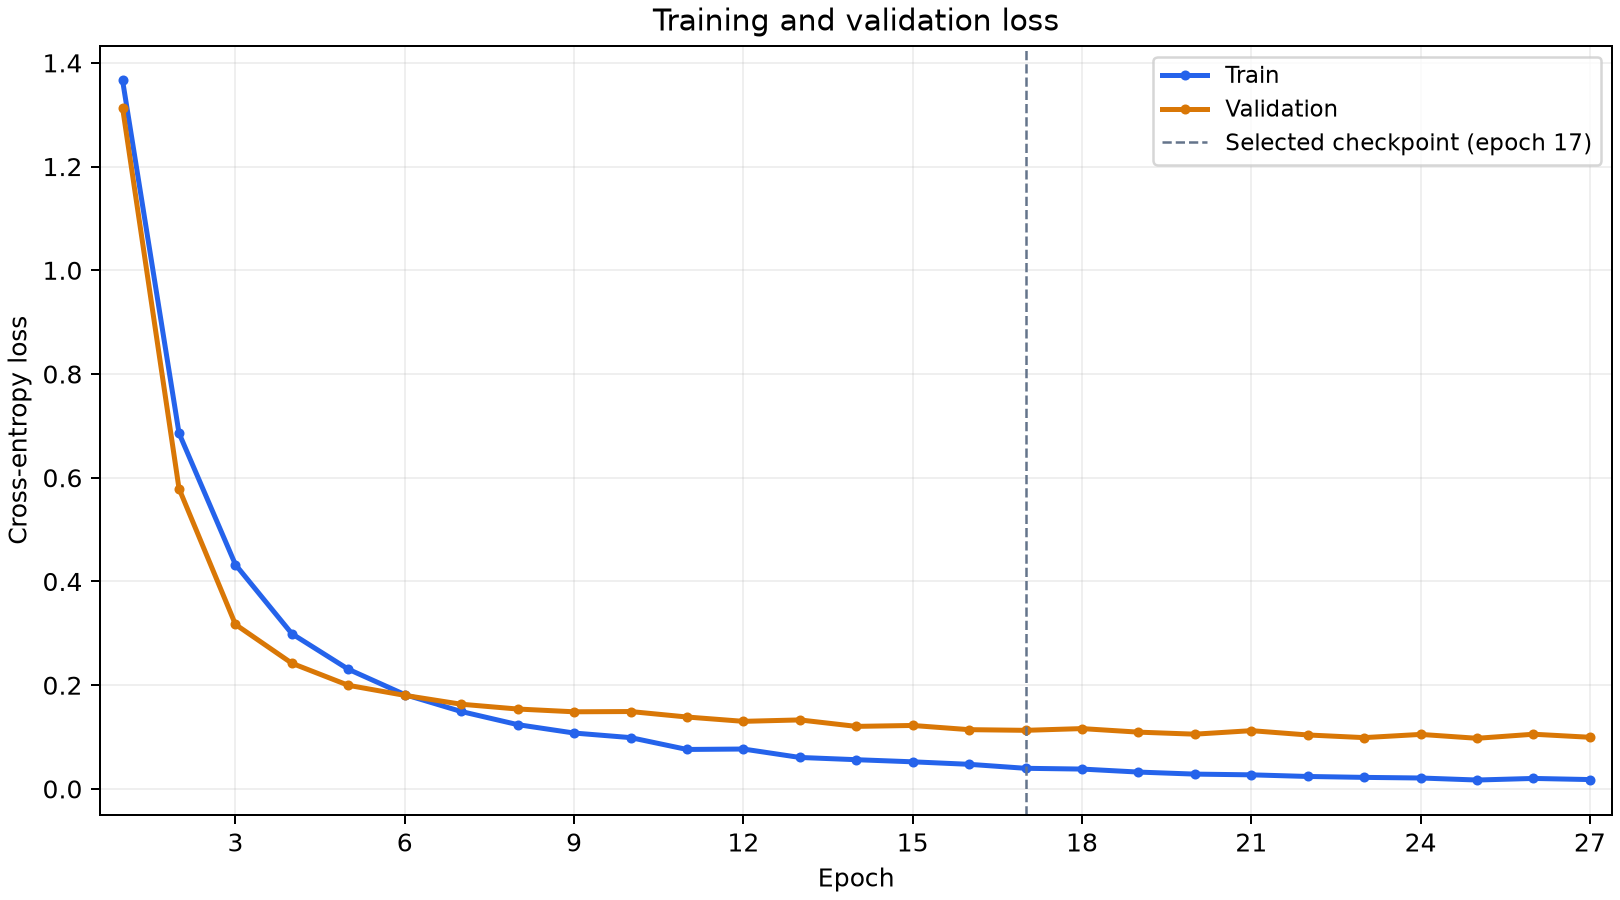 Training and validation loss
Train
Validation
Selected checkpoint (epoch 17)
Cross-entropy loss
1.4
1.2
1.0
0.8
0.6
0.4
0.2
0.0
3 6 9 12 15 18 21 24 27
Epoch